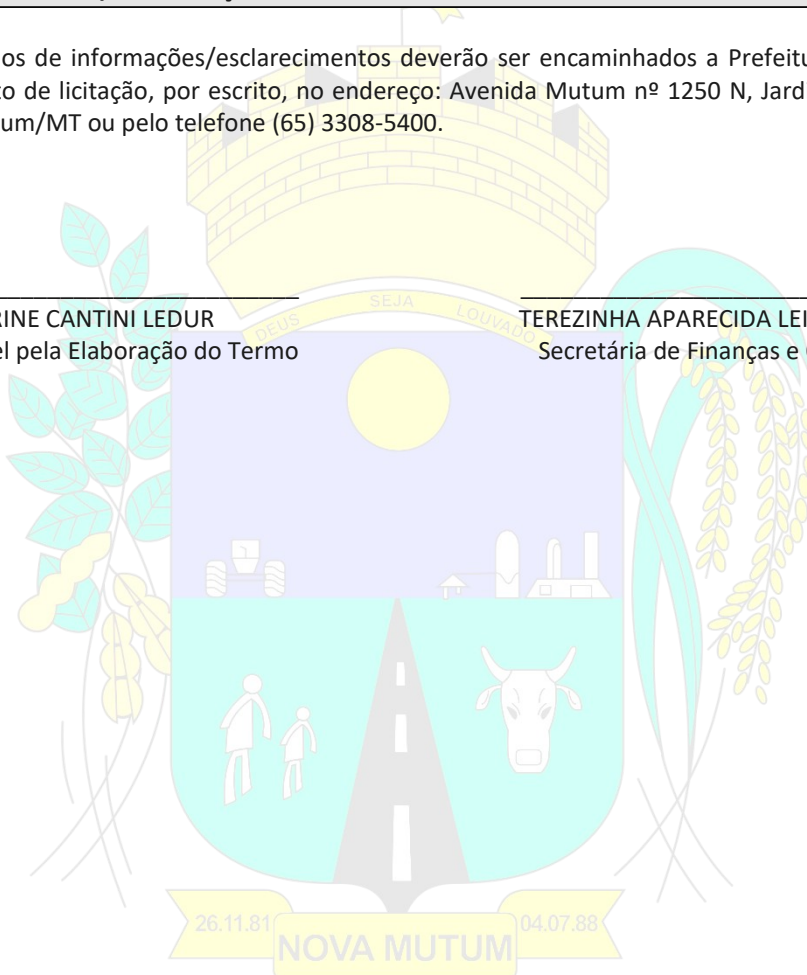 os de informações/esclarecimentos deverão ser encaminhados a Prefeitu
to de licitação, por escrito, no endereço: Avenida Mutum nº 1250 N, Jard
um/MT ou pelo telefone (65) 3308-5400.
RINE CANTINI LEDUR TEREZINHA APARECIDA LEI
el pela Elaboração do Termo Secretária de Finanças e
DEUS SEJA LOUVADO
26.11.81 04.07.88
NOVA MUTUM